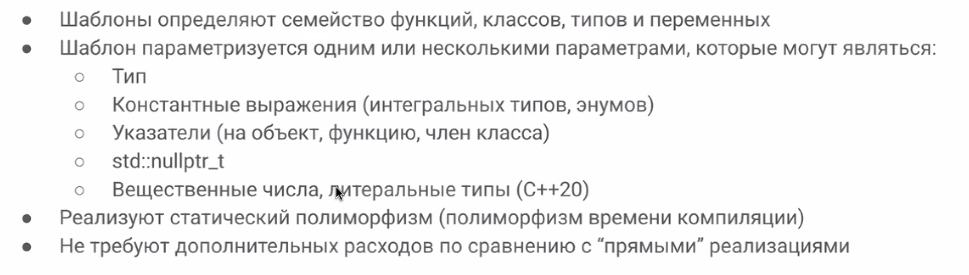 ● Шаблоны определяют семейство функций, классов, типов и переменных
● Шаблон параметризуется одним или несколькими параметрами, которые могут являться:
○ Тип
○ Константные выражения (интегральных типов, энумов)
○ Указатели (на объект, функцию, член класса)
○ std::nullptr_t
○ Вещественные числа, литеральные типы (C++20)
● Реализуют статический полиморфизм (полиморфизм времени компиляции)
● Не требуют дополнительных расходов по сравнению с “прямыми” реализациями